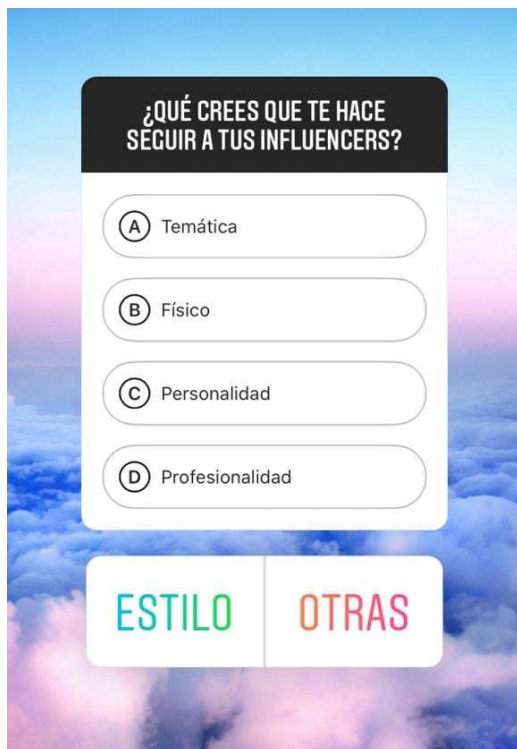 ¿QUÉ CREES QUE TE HACE
SEGUIR A TUS INFLUENCERS?
A Temática
B Físico
C Personalidad
D Profesionalidad
ESTILO OTRAS